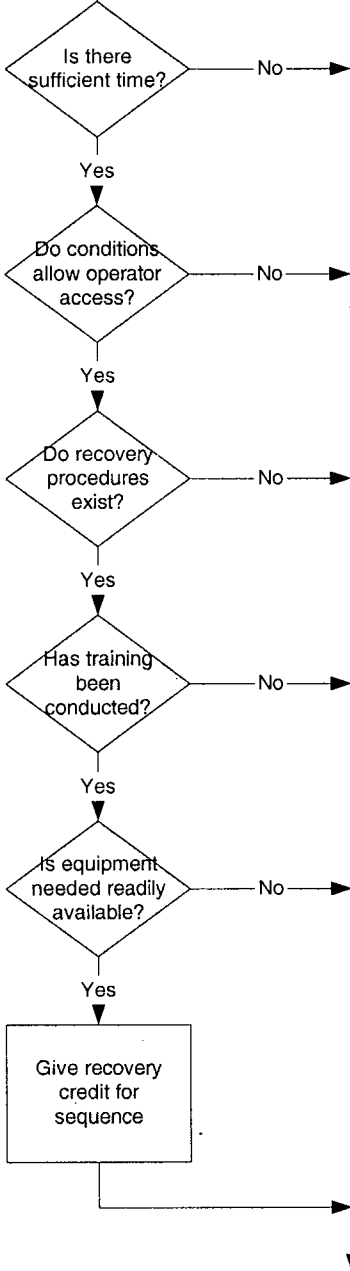 Is there
sufficient time?
No
Yes
Do conditions
allow operator
access?
No
Yes
Do recovery
procedures
exist?
No
Yes
Has training
been
conducted?
No
Yes
Is equipment
needed readily
available?
No
Yes
Give recovery
credit for
sequence